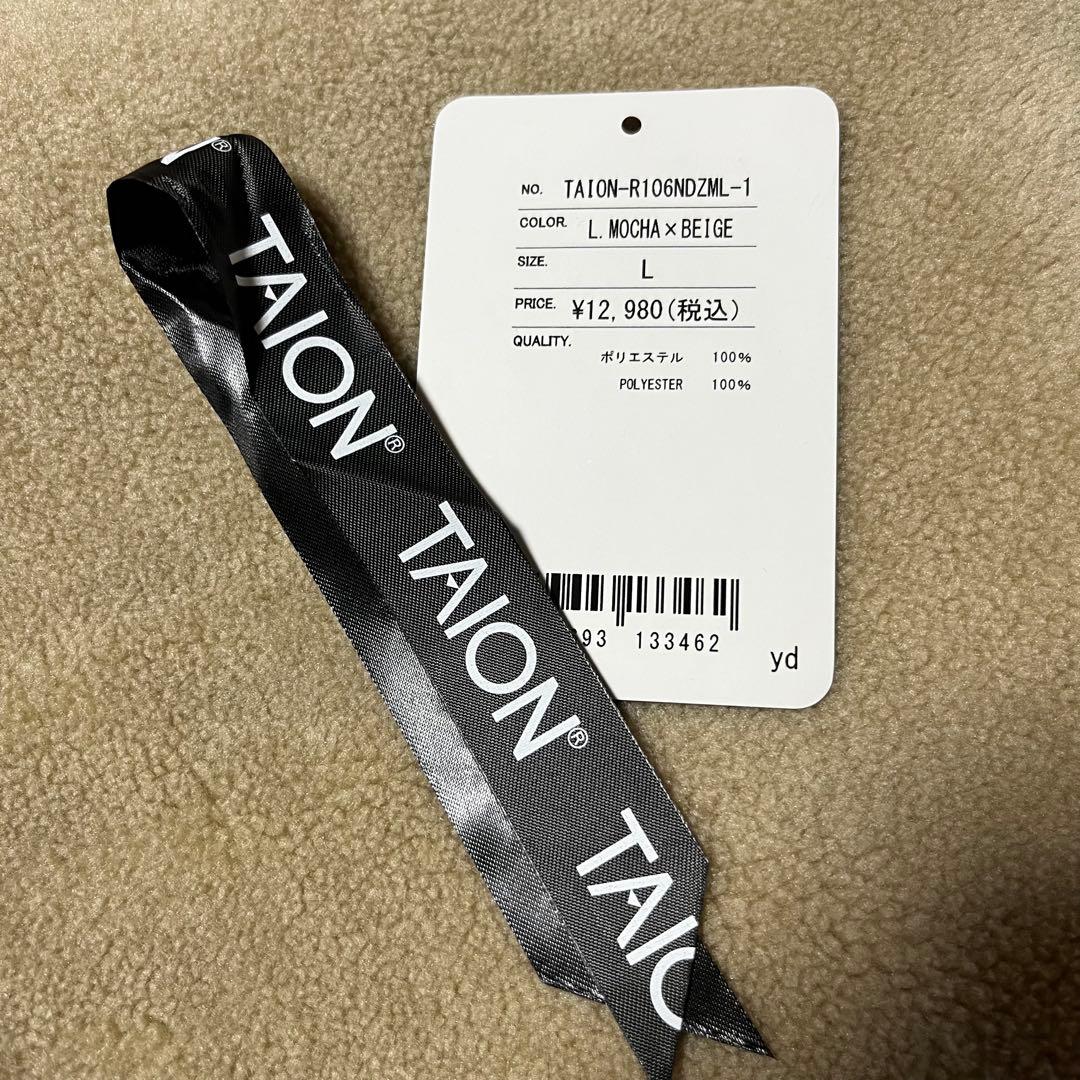 NO. TAION-R106NDZML-1
COLOR. L.MOCHA×BEIGE
SIZE. L
PRICE. ¥12,980(税込)
QUALITY.
ポリエステル 100%
POLYESTER 100%
93 133462
yd
TAION®
TAION®
TAIO